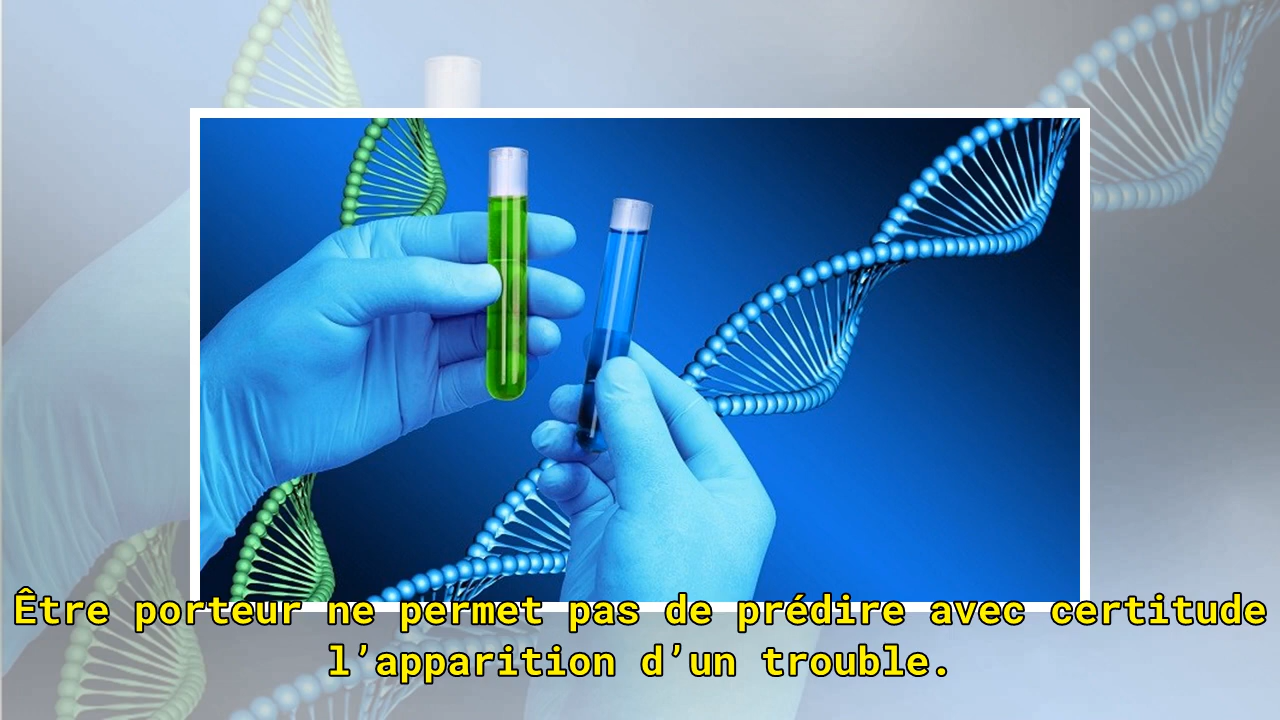 Être porteur ne permet pas de prédire avec certitude
l’apparition d’un trouble.